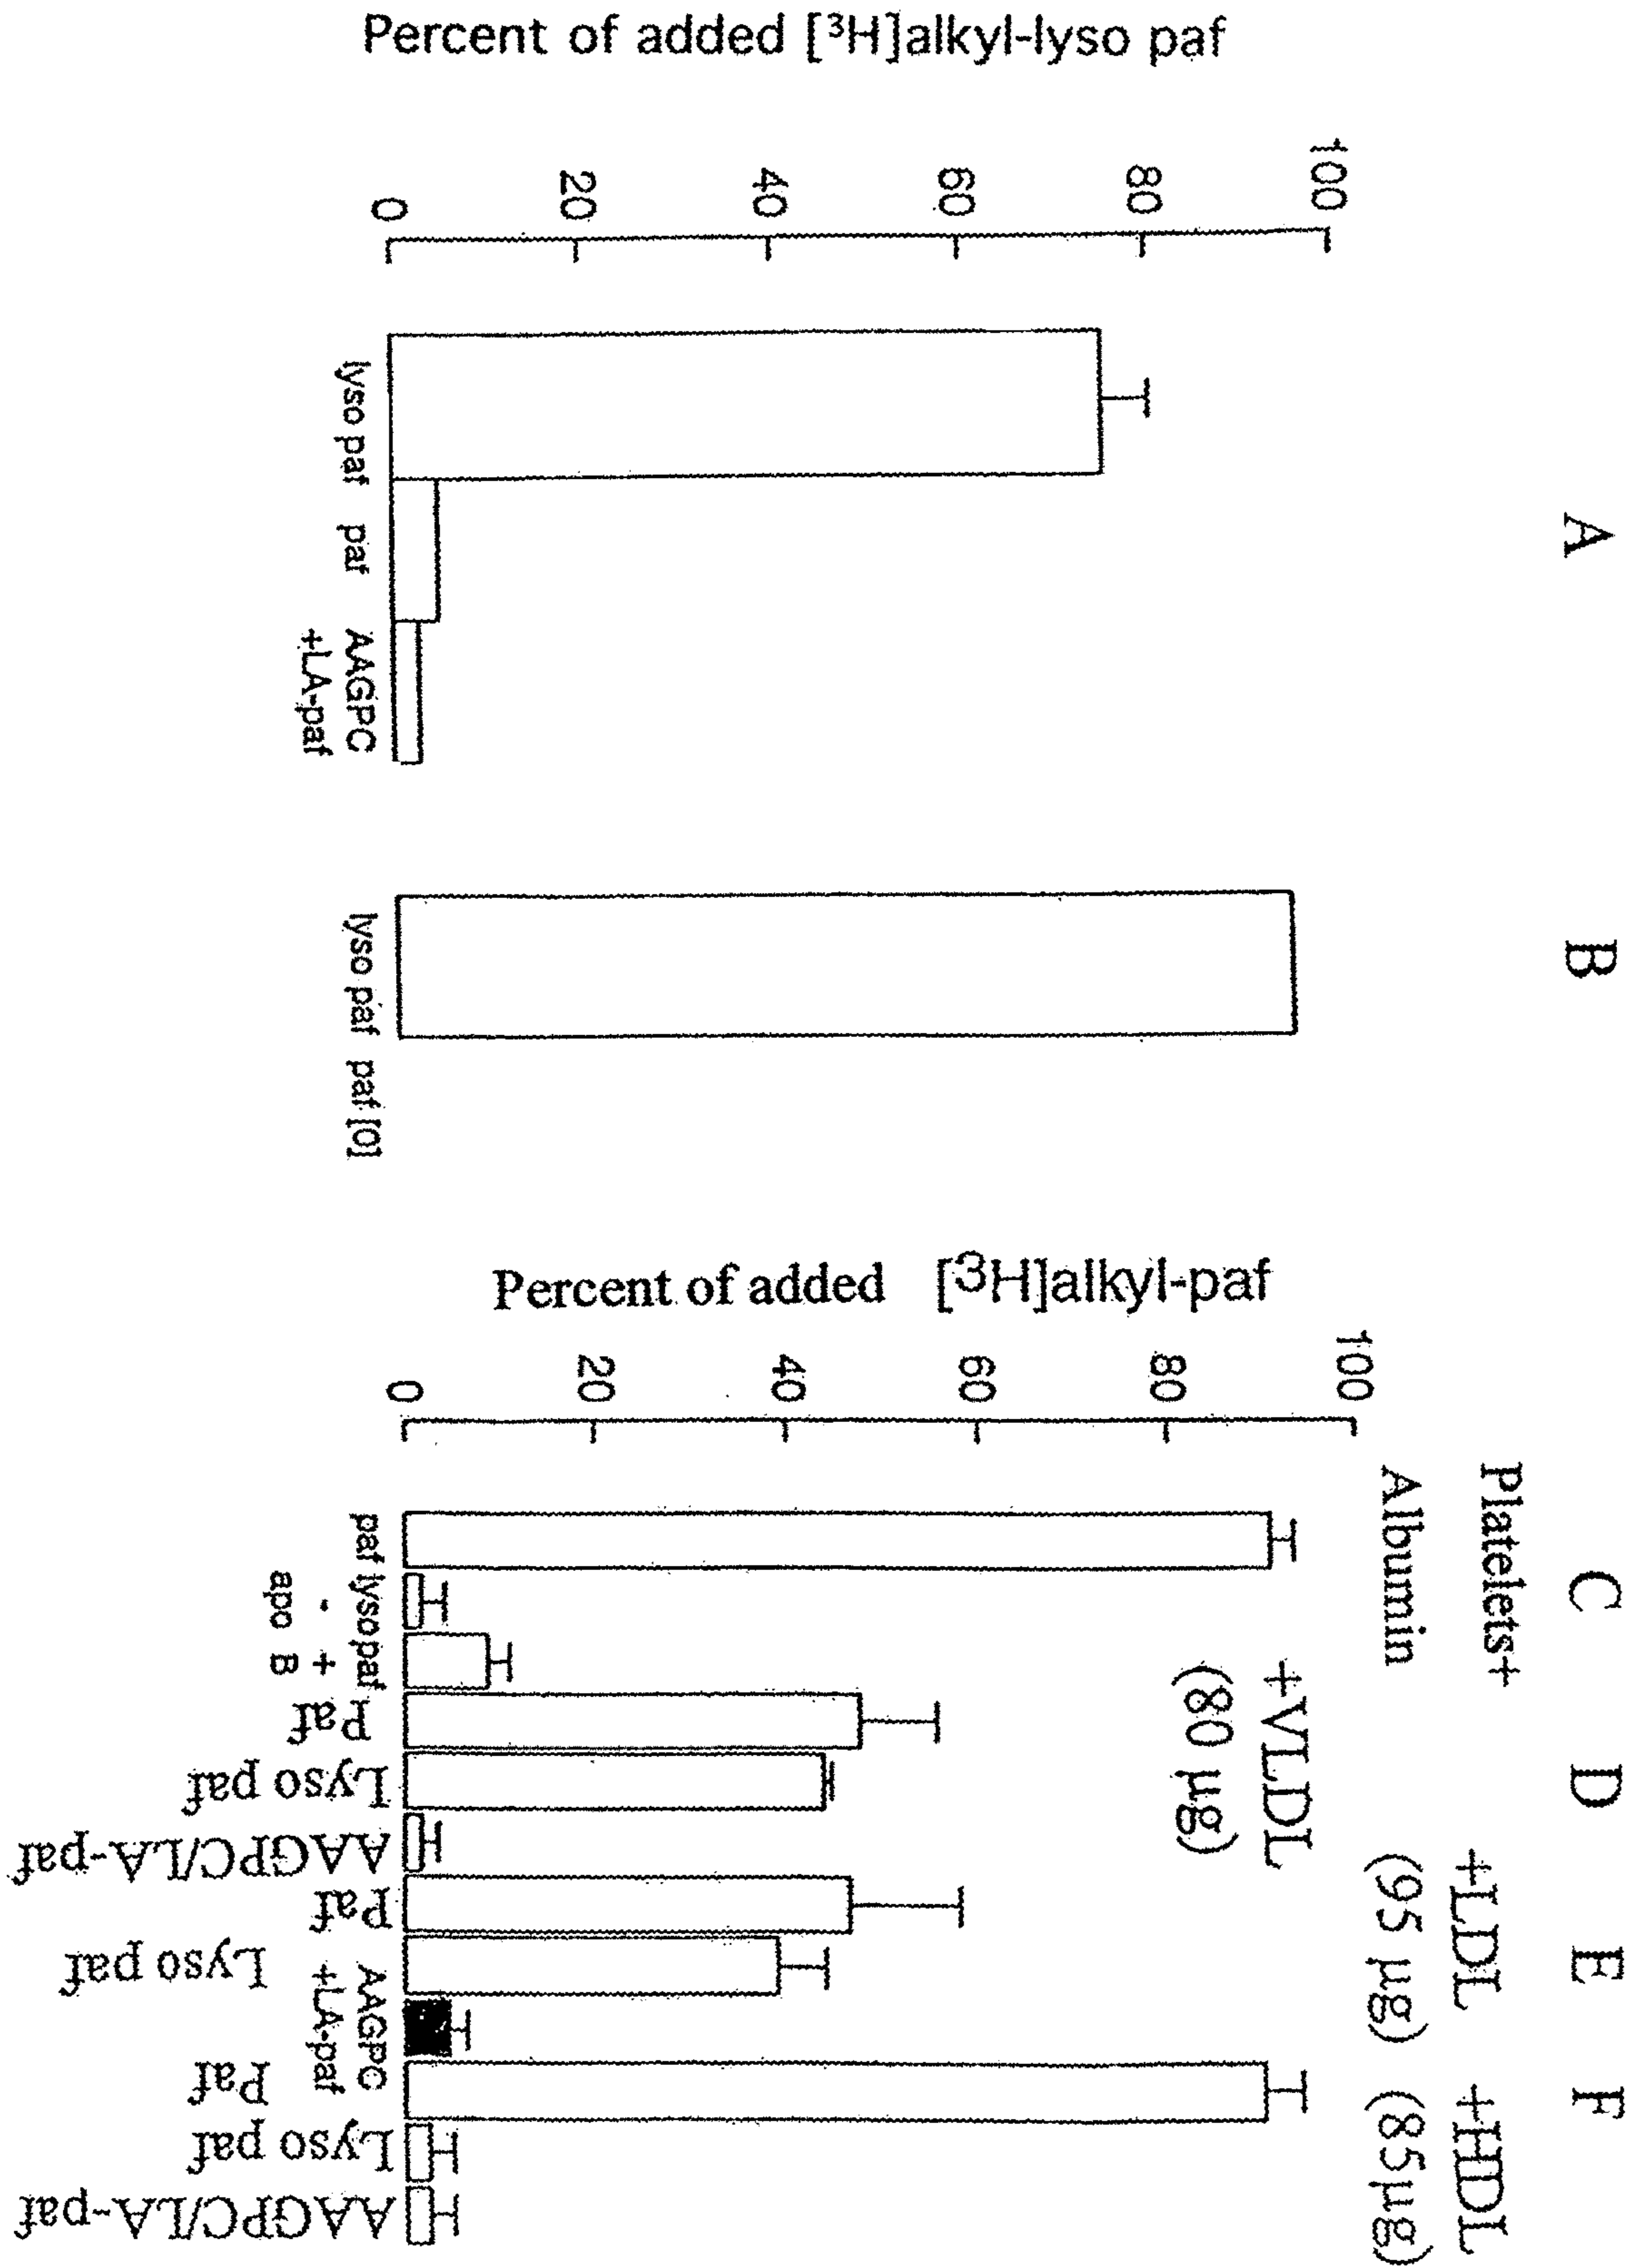 Percent of added [³H]alkyl-lyso paf
100
80
60
40
20
0
A
lyso paf
paf
AAGPC
+LA-paf
B
lyso paf
paf [0]
Percent of added [³H]alkyl-paf
100
80
60
40
20
0
C
Platelets+
Albumin
paf
lyso paf
- +
apo B
D
+VLDL
(80 µg)
Paf
Lyso paf
AAGPC/LA-paf
E
+LDL
(95 µg)
Paf
Lyso paf
AAGPC
+LA-paf
F
+HDL
(85µg)
Paf
Lyso paf
AAGPC/LA-paf